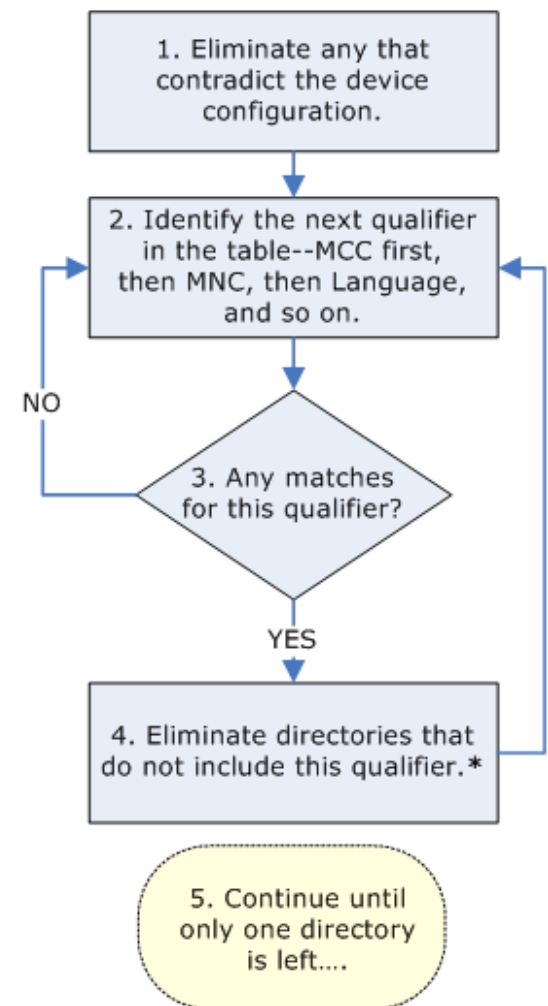 1. Eliminate any that
contradict the device
configuration.
2. Identify the next qualifier
in the table--MCC first,
then MNC, then Language,
and so on.
NO
3. Any matches
for this qualifier?
YES
4. Eliminate directories that
do not include this qualifier.*
5. Continue until
only one directory
is left....